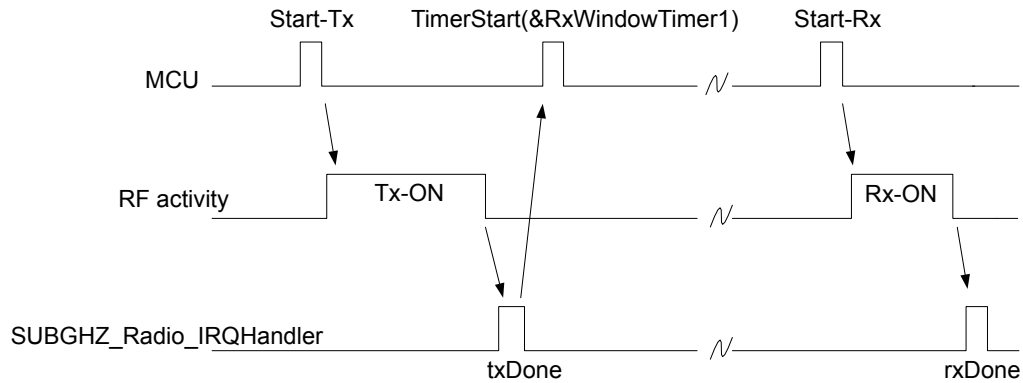 Start-Tx TimerStart(&RxWindowTimer1) Start-Rx
MCU
RF activity Tx-ON Rx-ON
SUBGHZ_Radio_IRQHandler
txDone rxDone